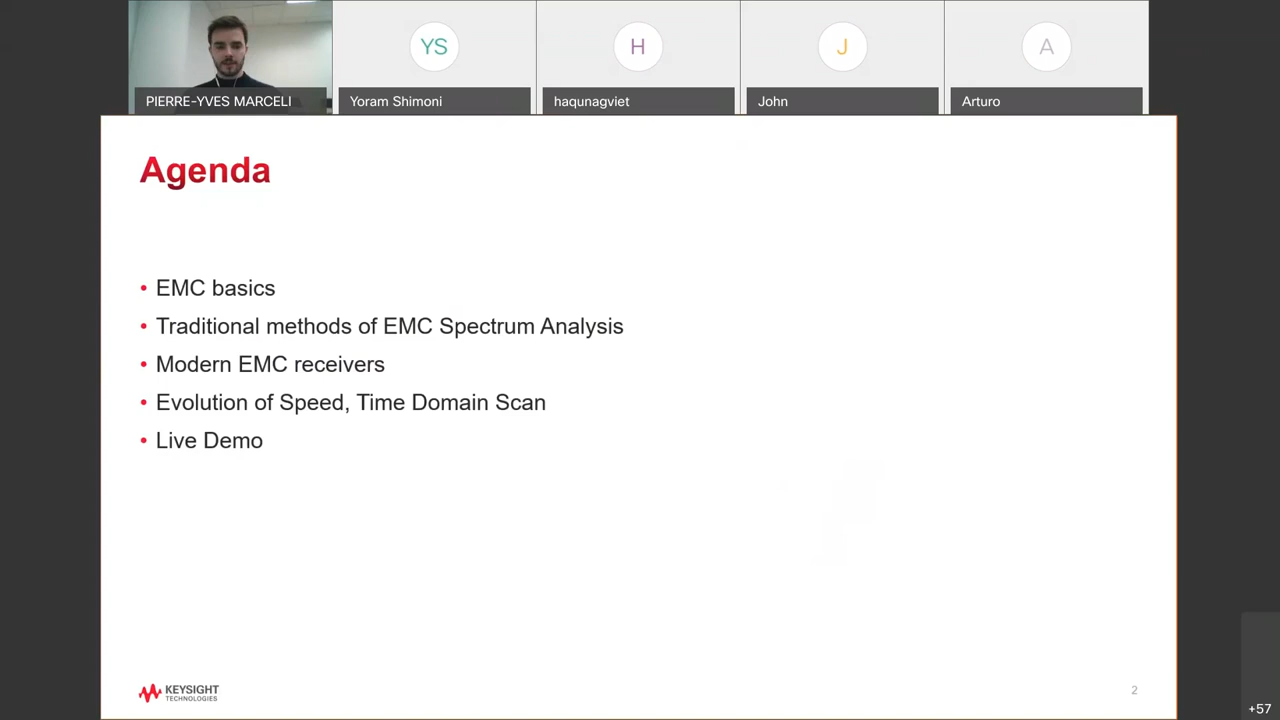 YS
H
J
A
PIERRE-YVES MARCELI
Yoram Shimoni
haqunagviet
John
Arturo
Agenda
• EMC basics
• Traditional methods of EMC Spectrum Analysis
• Modern EMC receivers
• Evolution of Speed, Time Domain Scan
• Live Demo
KEYSIGHT
TECHNOLOGIES
2
+57